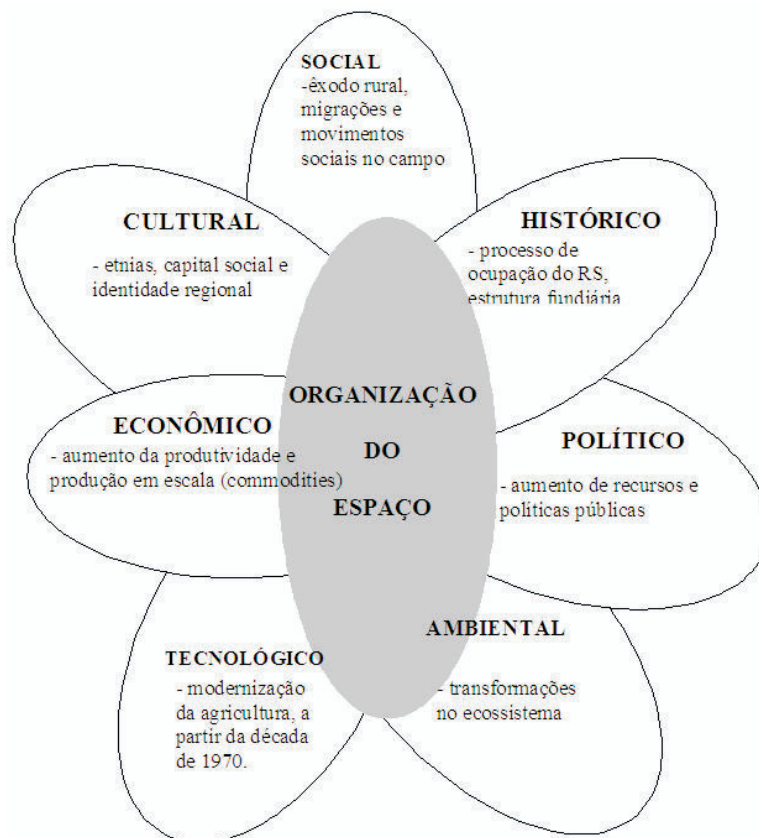 SOCIAL
-êxodo rural,
migrações e
movimentos
sociais no campo
CULTURAL
- etnias, capital social e
identidade regional
HISTÓRICO
- processo de
ocupação do RS,
estrutura fundiária
ORGANIZAÇÃO
DO
ESPAÇO
ECONÔMICO
- aumento da produtividade e
produção em escala (commodities)
POLÍTICO
- aumento de recursos e
políticas públicas
TECNOLÓGICO
- modernização
da agricultura, a
partir da década
de 1970.
AMBIENTAL
- transformações
no ecossistema